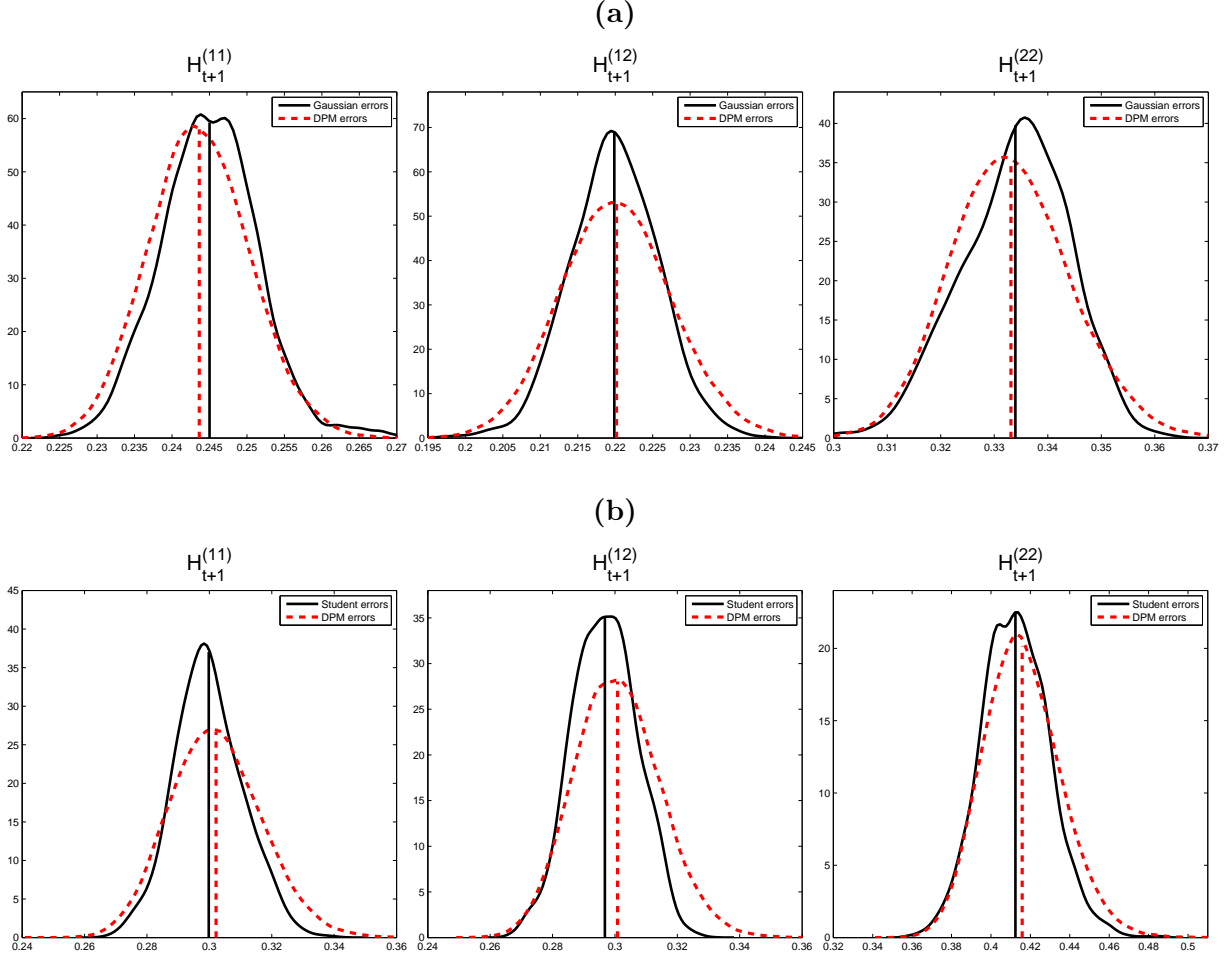 (a)
H_{t+1}^{(11)}
60
50
40
30
20
10
0
0.22 0.225 0.23 0.235 0.24 0.245 0.25 0.255 0.26 0.265 0.27
Gaussian errors
DPM errors
H_{t+1}^{(12)}
70
60
50
40
30
20
10
0
0.195 0.2 0.205 0.21 0.215 0.22 0.225 0.23 0.235 0.24 0.245
Gaussian errors
DPM errors
H_{t+1}^{(22)}
40
35
30
25
20
15
10
5
0
0.3 0.31 0.32 0.33 0.34 0.35 0.36 0.37
Gaussian errors
DPM errors
(b)
H_{t+1}^{(11)}
45
40
35
30
25
20
15
10
5
0
0.24 0.26 0.28 0.3 0.32 0.34 0.36
Student errors
DPM errors
H_{t+1}^{(12)}
35
30
25
20
15
10
5
0
0.24 0.26 0.28 0.3 0.32 0.34 0.36
Student errors
DPM errors
H_{t+1}^{(22)}
20
15
10
5
0
0.32 0.34 0.36 0.38 0.4 0.42 0.44 0.46 0.48 0.5
Student errors
DPM errors